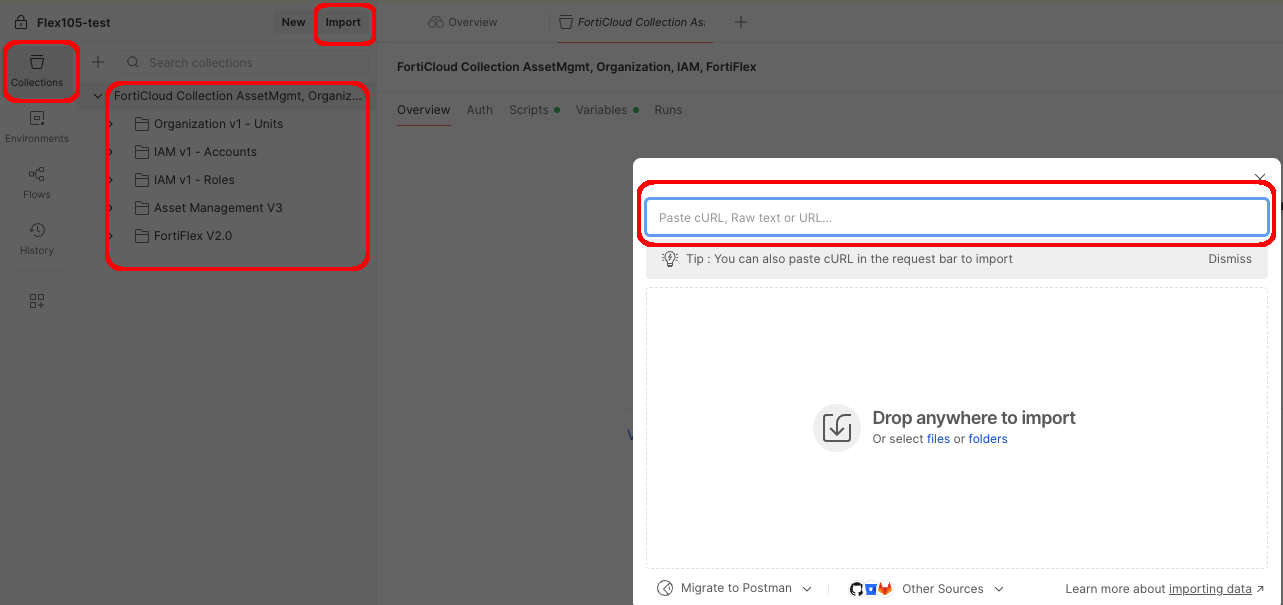 Flex105-test
New
Import
Overview
FortiCloud Collection As
Collections
Search collections
FortiCloud Collection AssetMgmt, Organiz...
Organization v1 - Units
IAM v1 - Accounts
IAM v1 - Roles
Asset Management V3
FortiFlex V2.0
Environments
Flows
History
FortiCloud Collection AssetMgmt, Organization, IAM, FortiFlex
Overview Auth Scripts Variables Runs
Paste cURL, Raw text or URL...
Tip : You can also paste cURL in the request bar to import
Dismiss
Drop anywhere to import
Or select files or folders
Migrate to Postman
Other Sources
Learn more about importing data